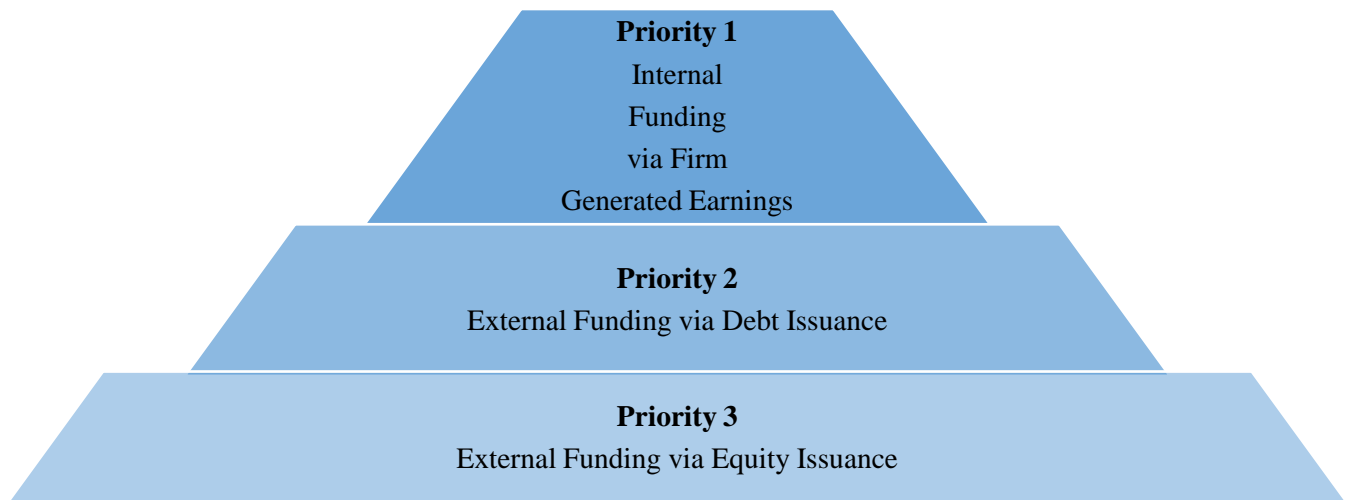 Priority 1
Internal
Funding
via Firm
Generated Earnings
Priority 2
External Funding via Debt Issuance
Priority 3
External Funding via Equity Issuance